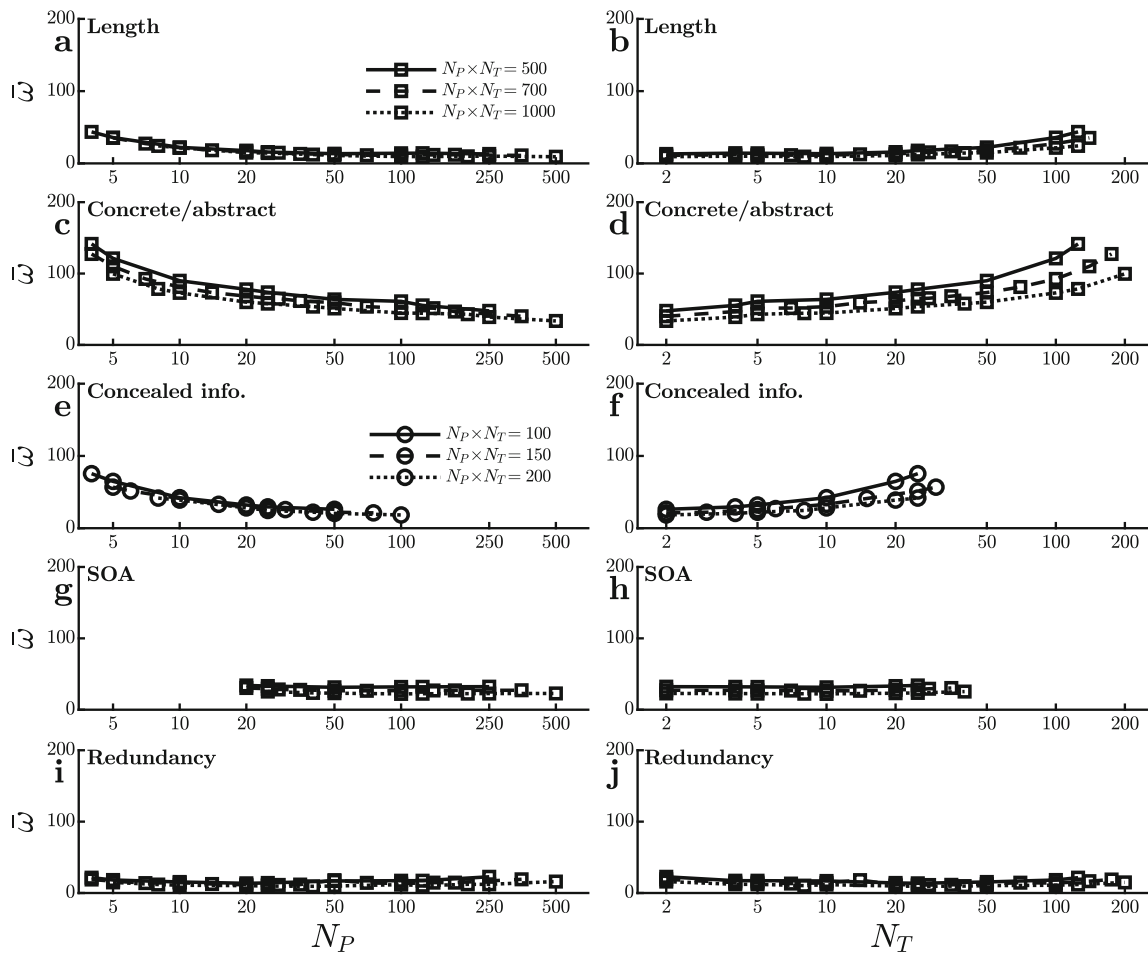 200
Length
a
N_P×N_T=500
N_P×N_T=700
N_P×N_T=1000
ω̄
100
0
5 10 20 50 100 250 500
200
Length
b
100
0
2 5 10 20 50 100 200
200
Concrete/abstract
c
ω̄
100
0
5 10 20 50 100 250 500
200
Concrete/abstract
d
100
0
2 5 10 20 50 100 200
200
Concealed info.
e
N_P×N_T=100
N_P×N_T=150
N_P×N_T=200
ω̄
100
0
5 10 20 50 100 250 500
200
Concealed info.
f
100
0
2 5 10 20 50 100 200
200
SOA
g
ω̄
100
0
5 10 20 50 100 250 500
200
SOA
h
100
0
2 5 10 20 50 100 200
200
Redundancy
i
ω̄
100
0
5 10 20 50 100 250 500
N_P
200
Redundancy
j
100
0
2 5 10 20 50 100 200
N_T